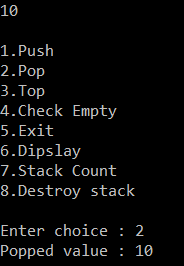 10
1.Push
2.Pop
3.Top
4.Check Empty
5.Exit
6.Dipslay
7.Stack Count
8.Destroy stack
Enter choice : 2
Popped value : 10